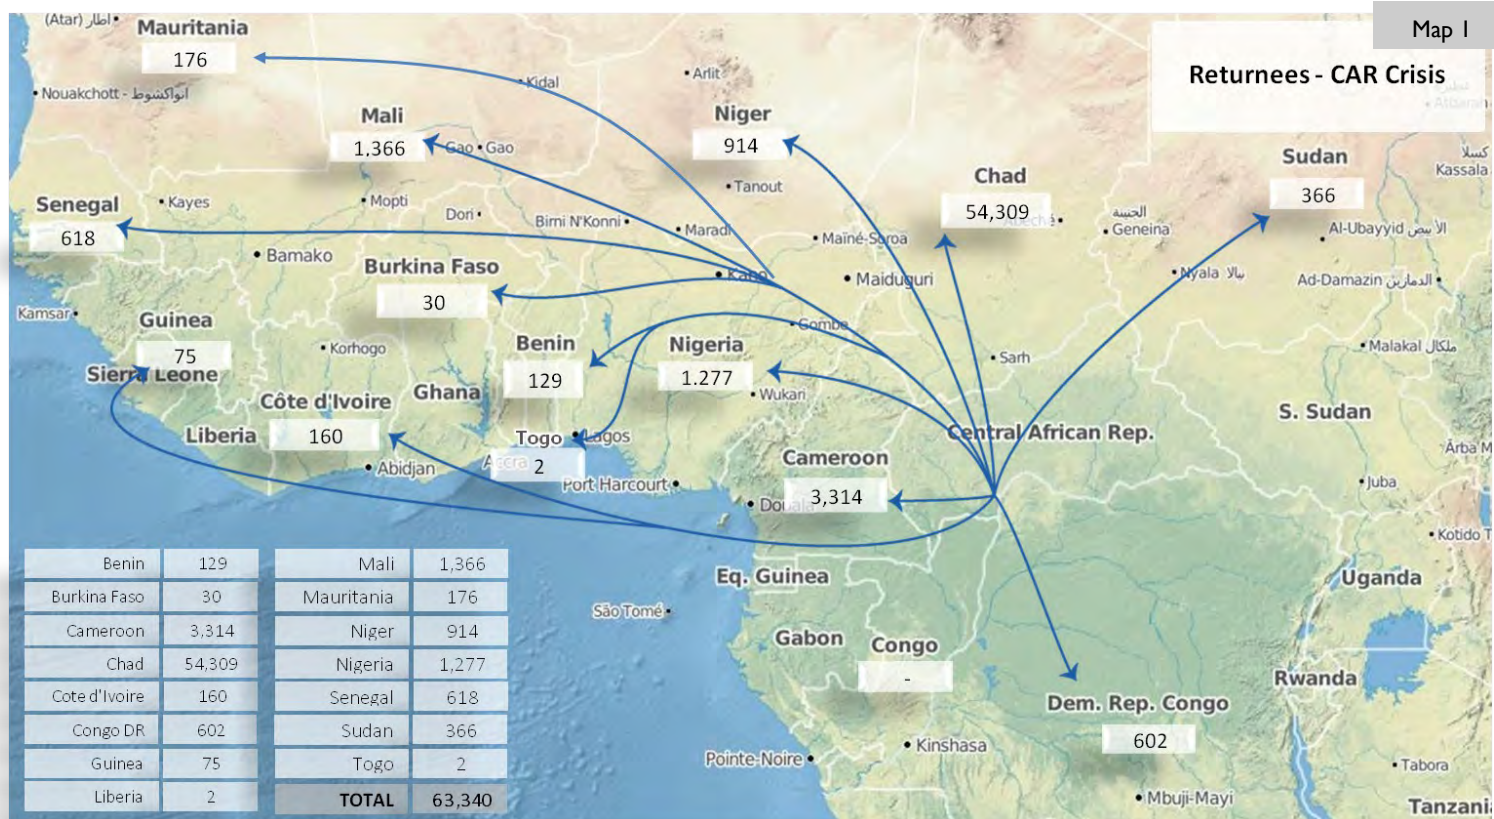 Map 1
Returnees - CAR Crisis
(Atar) اطار
Mauritania
176
Nouakchott - انواكشوط
Kidal
Arlit
Mali
1,366
Gao • Gao
Niger
914
Tanout
Chad
54,309
Sudan
366
كسلا
Kassala
Senegal
618
Kayes
Mopti
Dori
Birni N'Konni
Maradi
Maïné-Soroa
الجنينة
Geneina
Al-Ubayyid الأبيض
Bamako
Burkina Faso
30
Kano
Maiduguri
Nyala نيالا
Ad-Damazin الدمازين
Kamsar
Guinea
75
Sierra Leone
Korhogo
Benin
129
Nigeria
1.277
Gombe
Sarh
Malakal ملكال
Wukari
Ghana
Côte d'Ivoire
160
Liberia
Abidjan
Togo
2
Lagos
Accra
Port Harcourt
Central African Rep.
S. Sudan
Cameroon
3,314
Douala
Juba
Kotido
Eq. Guinea
São Tomé
Gabon
Congo
-
Uganda
Rwanda
Dem. Rep. Congo
602
Pointe-Noire
Kinshasa
Mbuji-Mayi
Tabora
Tanzani
Benin 129
Burkina Faso 30
Cameroon 3,314
Chad 54,309
Cote d'Ivoire 160
Congo DR 602
Guinea 75
Liberia 2
Mali 1,366
Mauritania 176
Niger 914
Nigeria 1,277
Senegal 618
Sudan 366
Togo 2
TOTAL 63,340